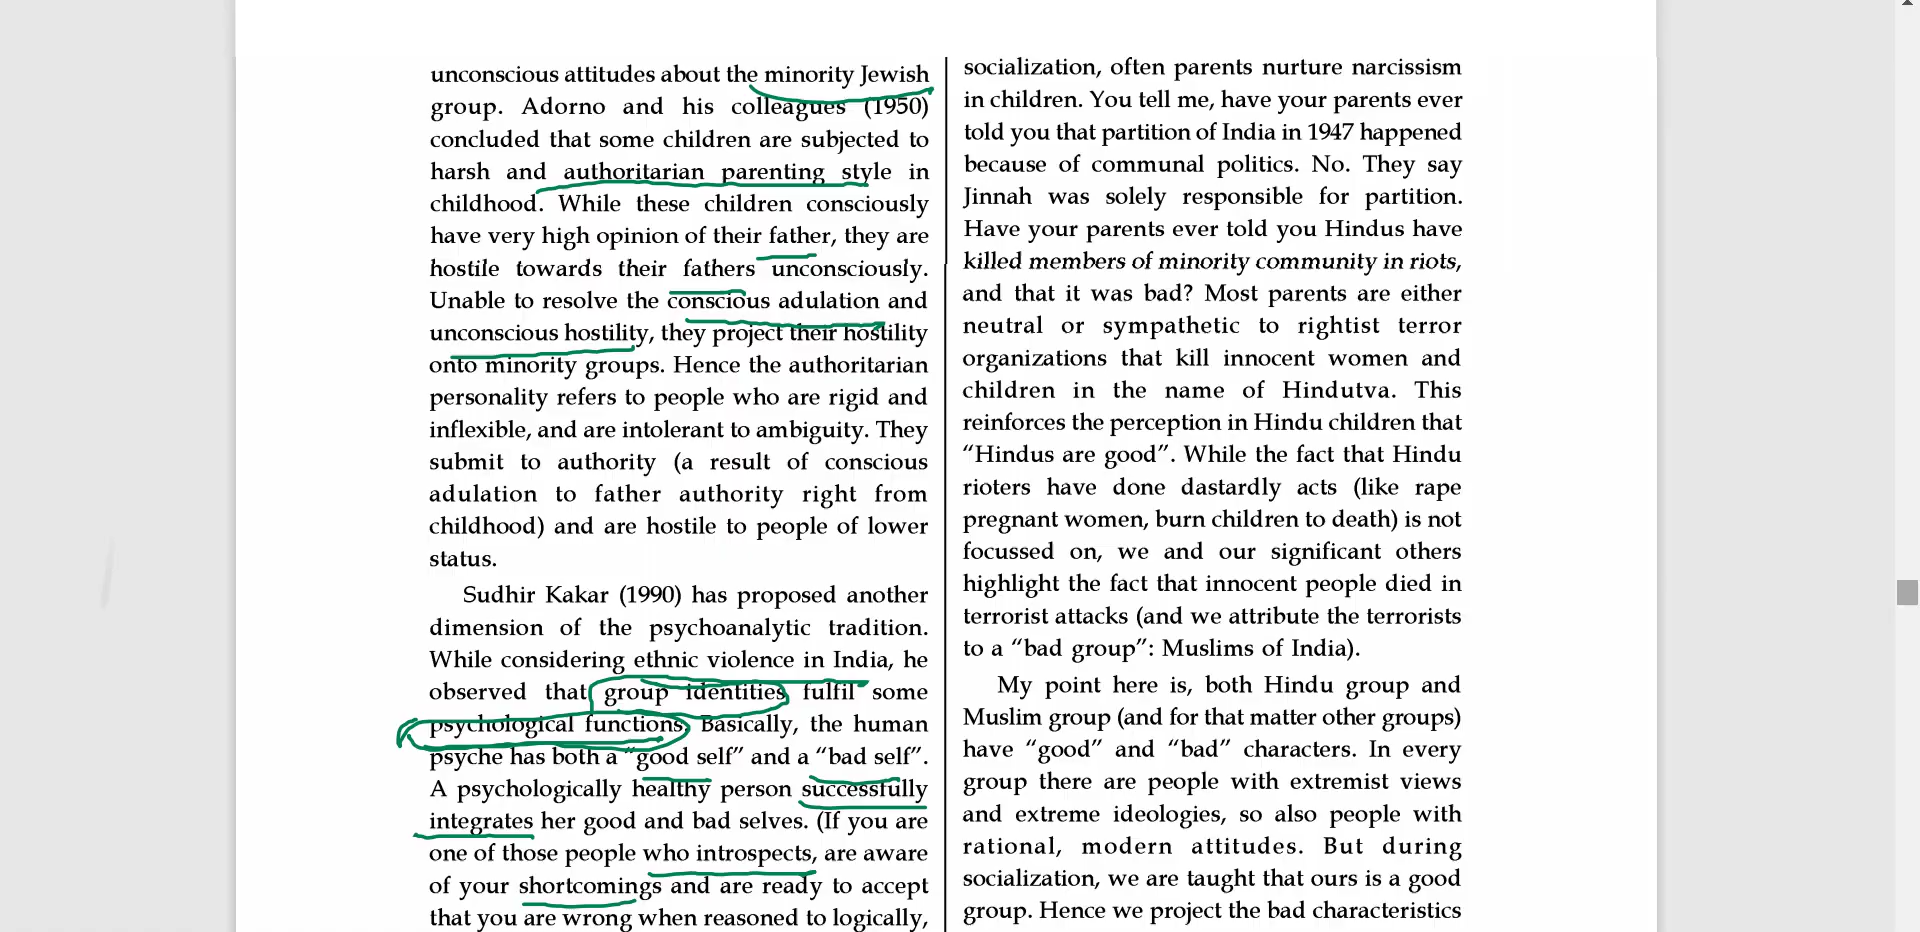 unconscious attitudes about the minority Jewish
group. Adorno and his colleagues (1950)
concluded that some children are subjected to
harsh and authoritarian parenting style in
childhood. While these children consciously
have very high opinion of their father, they are
hostile towards their fathers unconsciously.
Unable to resolve the conscious adulation and
unconscious hostility, they project their hostility
onto minority groups. Hence the authoritarian
personality refers to people who are rigid and
inflexible, and are intolerant to ambiguity. They
submit to authority (a result of conscious
adulation to father authority right from
childhood) and are hostile to people of lower
status.
Sudhir Kakar (1990) has proposed another
dimension of the psychoanalytic tradition.
While considering ethnic violence in India, he
observed that group identities fulfil some
psychological functions. Basically, the human
psyche has both a “good self” and a “bad self”.
A psychologically healthy person successfully
integrates her good and bad selves. (If you are
one of those people who introspects, are aware
of your shortcomings and are ready to accept
that you are wrong when reasoned to logically,
socialization, often parents nurture narcissism
in children. You tell me, have your parents ever
told you that partition of India in 1947 happened
because of communal politics. No. They say
Jinnah was solely responsible for partition.
Have your parents ever told you Hindus have
killed members of minority community in riots,
and that it was bad? Most parents are either
neutral or sympathetic to rightist terror
organizations that kill innocent women and
children in the name of Hindutva. This
reinforces the perception in Hindu children that
“Hindus are good”. While the fact that Hindu
rioters have done dastardly acts (like rape
pregnant women, burn children to death) is not
focussed on, we and our significant others
highlight the fact that innocent people died in
terrorist attacks (and we attribute the terrorists
to a “bad group”: Muslims of India).
My point here is, both Hindu group and
Muslim group (and for that matter other groups)
have “good” and “bad” characters. In every
group there are people with extremist views
and extreme ideologies, so also people with
rational, modern attitudes. But during
socialization, we are taught that ours is a good
group. Hence we project the bad characteristics